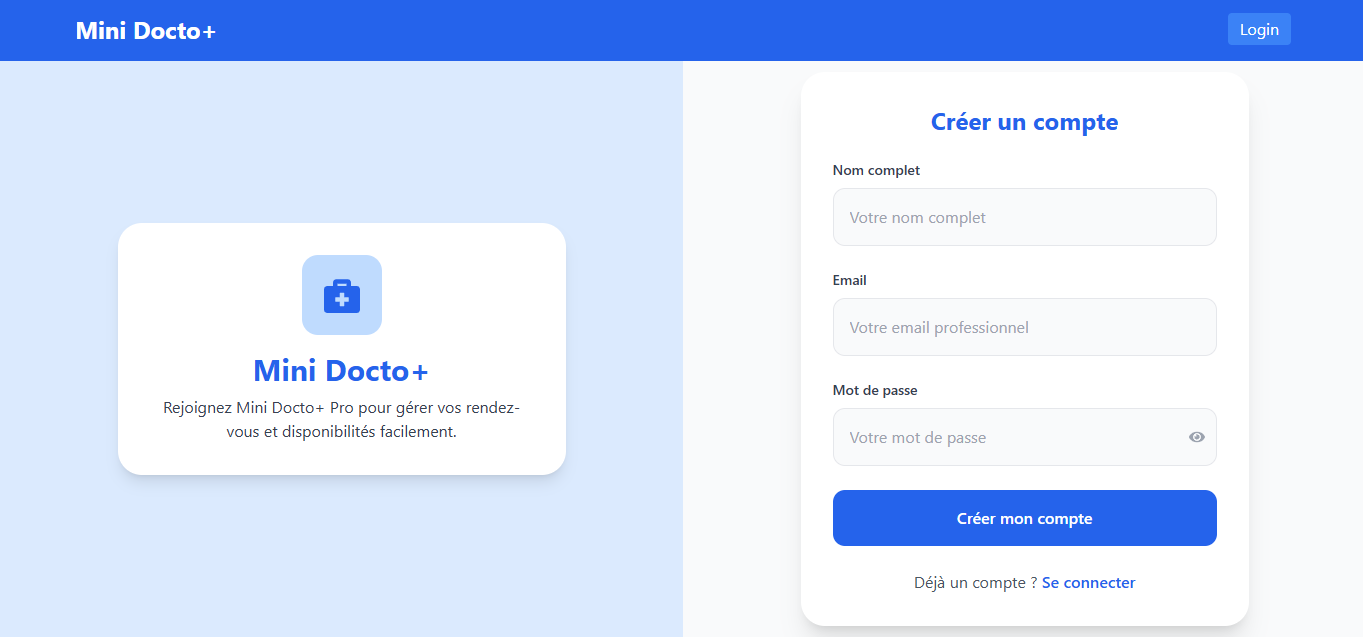 Mini Docto+
Login
Mini Docto+
Rejoignez Mini Docto+ Pro pour gérer vos rendez-
vous et disponibilités facilement.
Créer un compte
Nom complet
Votre nom complet
Email
Votre email professionnel
Mot de passe
Votre mot de passe
Créer mon compte
Déjà un compte ? Se connecter